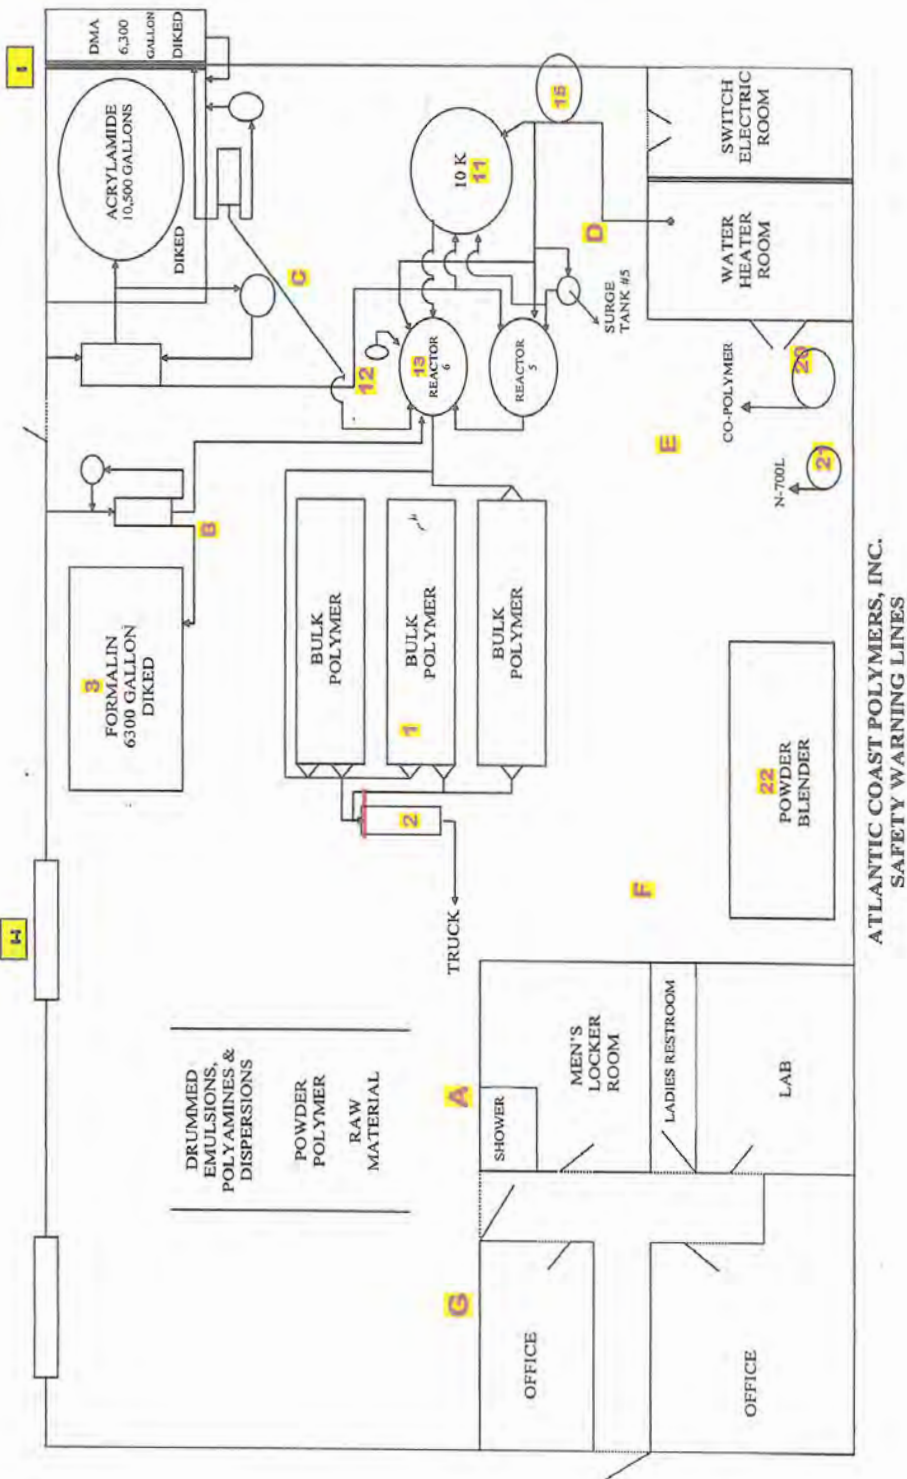 H
I
DMA
6,300
GALLON
DIKED
ACRYLAMIDE
10,500 GALLONS
DIKED
3
FORMALIN
6300 GALLON
DIKED
B
C
DRUMMED
EMULSIONS,
POLYAMINES &
DISPERSIONS
POWDER
POLYMER
RAW
MATERIAL
BULK
POLYMER
BULK
POLYMER
1
BULK
POLYMER
2
TRUCK
12
13
REACTOR
6
REACTOR
5
10 K
11
15
D
SURGE
TANK #5
G
A
SHOWER
MEN'S
LOCKER
ROOM
LADIES RESTROOM
LAB
OFFICE
OFFICE
F
E
SWITCH
ELECTRIC
ROOM
WATER
HEATER
ROOM
CO-POLYMER
20
N-700L
21
22
POWDER
BLENDER
ATLANTIC COAST POLYMERS, INC.
SAFETY WARNING LINES